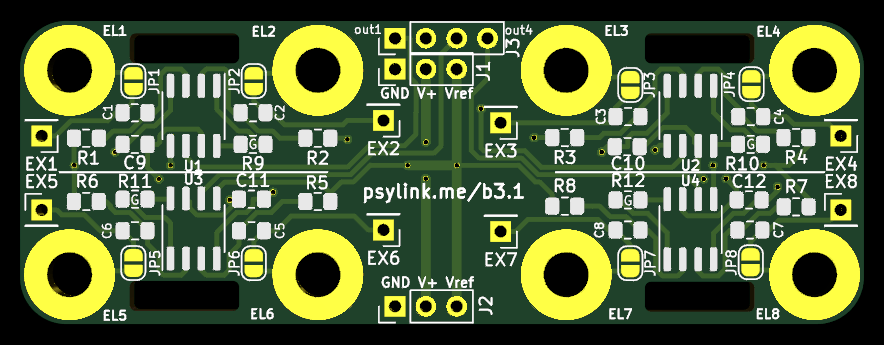 EL1
EL2
out1
out4
EL3
EL4
J3
JP1
JP2
J1
JP3
JP4
GND V+ Vref
C1
C2
C3
C4
EX1
R1
C9
U1
R9
G
R2
EX2
EX3
R3
C10
U2
R10
G
R4
EX4
EX5
R6
R11
G
U3
C11
R5
psylink.me/b3.1
R8
R12
G
U4
C12
R7
EX8
C6
C5
C8
C7
JP5
JP6
EX6
EX7
JP7
JP8
GND V+ Vref
J2
EL5
EL6
EL7
EL8